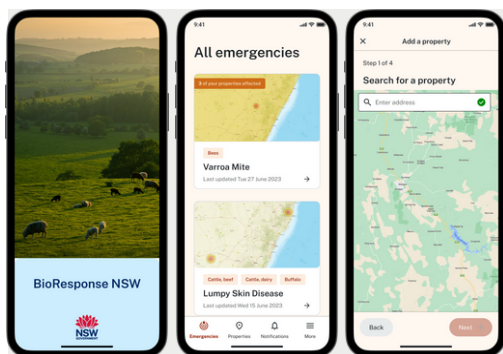 BioResponse NSW
NSW
GOVERNMENT
9:41
All emergencies
3 of your properties affected
Bees
Varroa Mite
Last updated Tue 27 June 2023
Cattle, beef
Cattle, dairy
Buffalo
Lumpy Skin Disease
Last updated Wed 15 June 2023
Emergencies
Properties
Notifications
More
9:41
Add a property
Step 1 of 4
Search for a property
Enter address
Back
Next